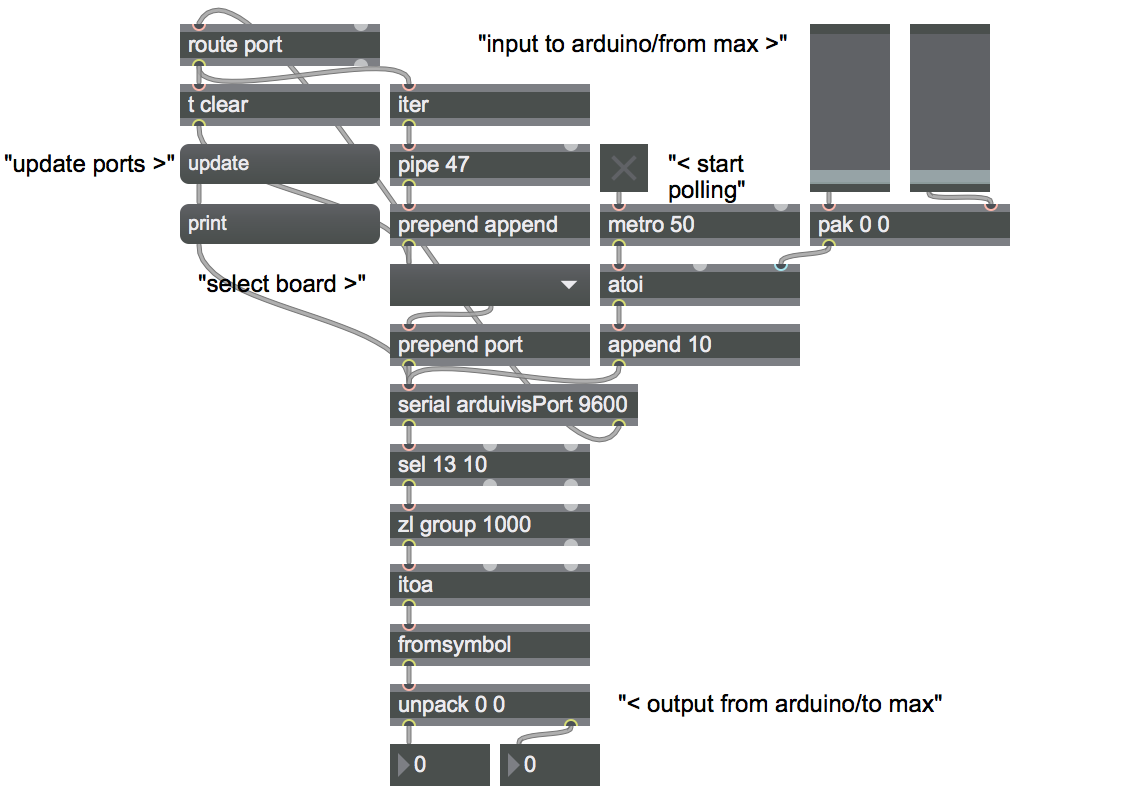 route port
"input to arduino/from max >"
t clear
iter
"update ports >"
update
pipe 47
"< start
polling"
print
prepend append
metro 50
pak 0 0
"select board >"
atoi
prepend port
append 10
serial arduivisPort 9600
sel 13 10
zl group 1000
itoa
fromsymbol
unpack 0 0
"< output from arduino/to max"
0
0